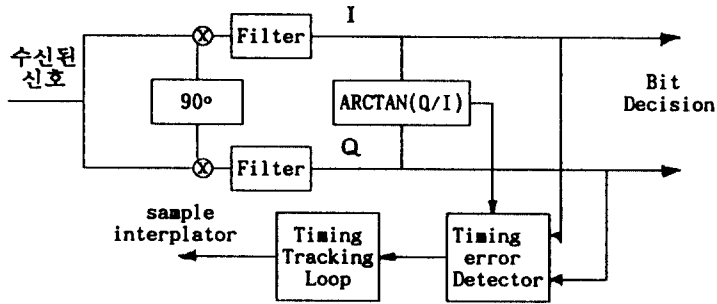 I
수신된
신호
Filter
90°
ARCTAN(Q/I)
Bit
Decision
Q
Filter
sample
interplator
Timing
Tracking
Loop
Timing
error
Detector